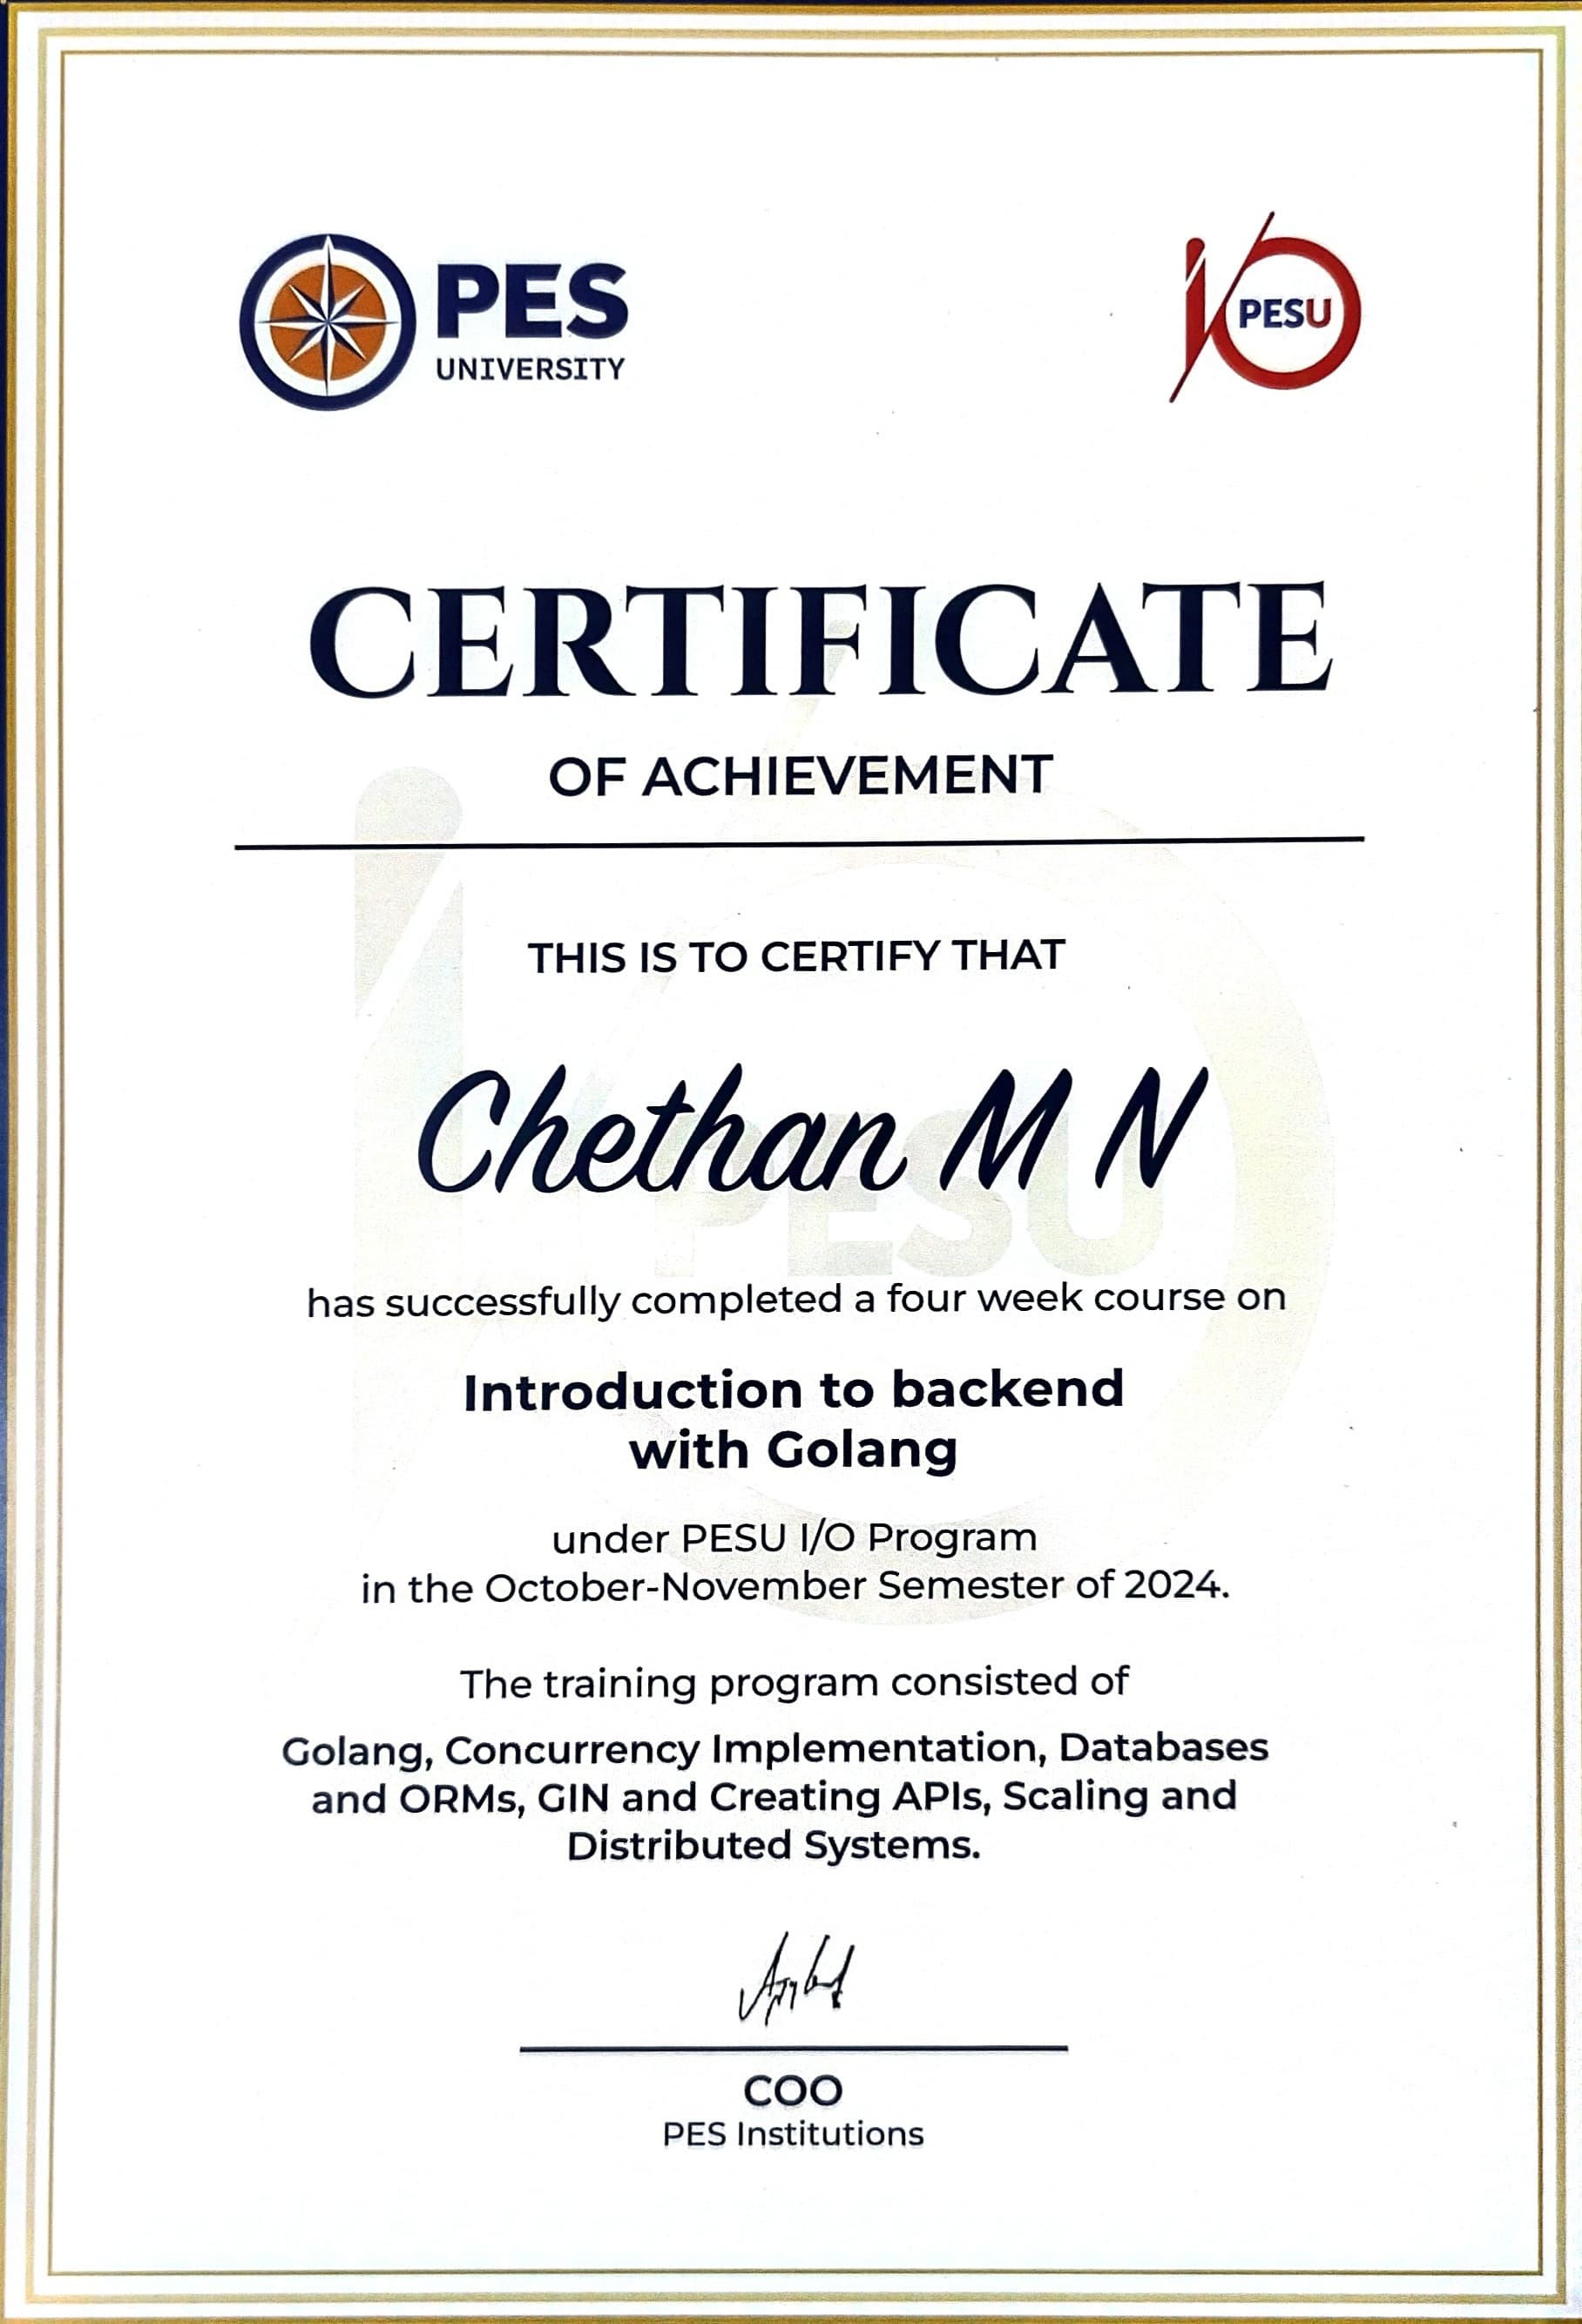 PES
UNIVERSITY
I/O
PESU
CERTIFICATE
OF ACHIEVEMENT
THIS IS TO CERTIFY THAT
Chethan M N
has successfully completed a four week course on
Introduction to backend
with Golang
under PESU I/O Program
in the October-November Semester of 2024.
The training program consisted of
Golang, Concurrency Implementation, Databases
and ORMs, GIN and Creating APIs, Scaling and
Distributed Systems.
COO
PES Institutions